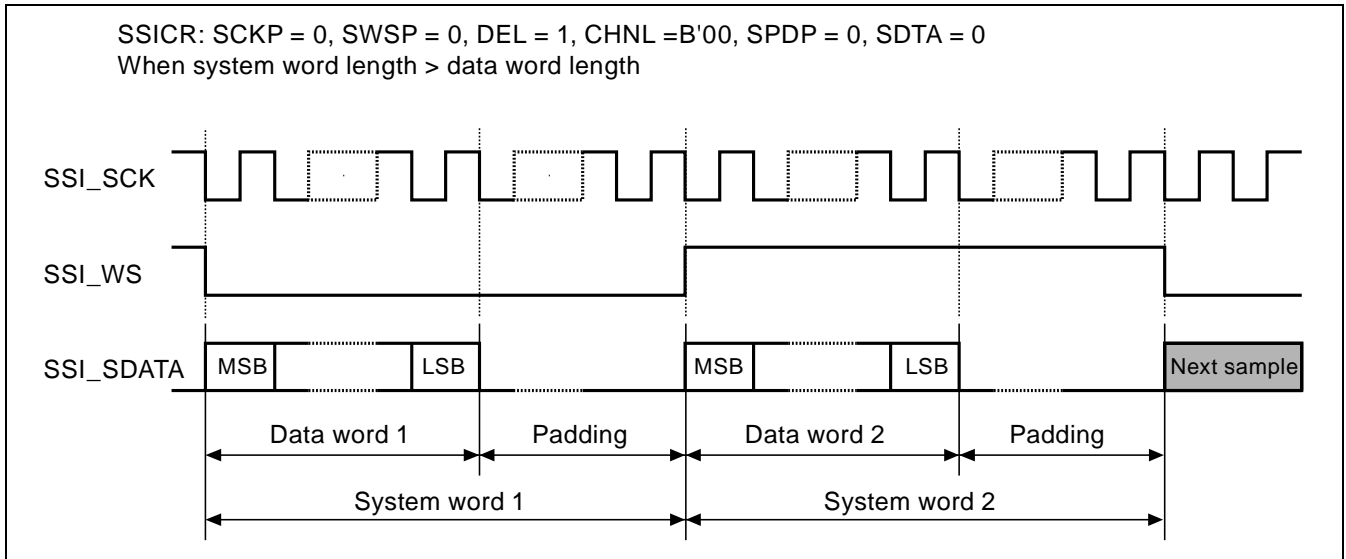 SSICR: SCKP = 0, SWSP = 0, DEL = 1, CHNL =B'00, SPDP = 0, SDTA = 0
When system word length > data word length
SSI_SCK
SSI_WS
SSI_SDATA MSB LSB MSB LSB Next sample
Data word 1 Padding Data word 2 Padding
System word 1 System word 2